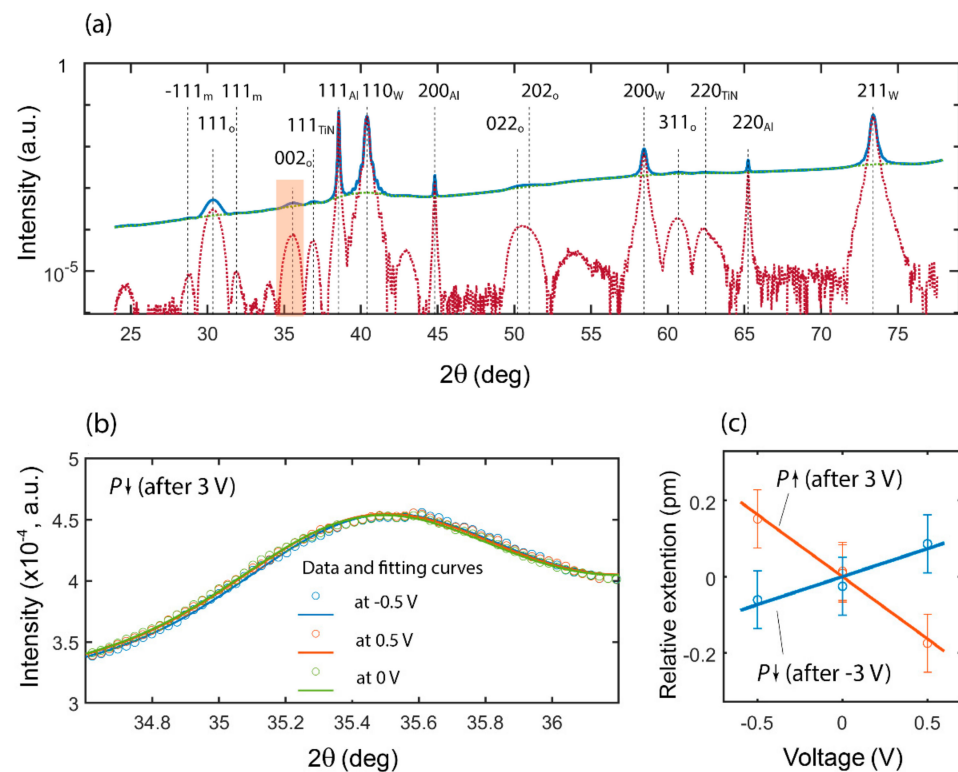 (a)
1
-111m 111m 111Al 110W 200Al 202o 200W 220TiN 211W
111o 111TiN 022o 311o
002o 220Al
Intensity (a.u.)
10-5
25 30 35 40 45 50 55 60 65 70 75
2θ (deg)
(b)
P↓ (after 3 V)
5
4.5
4
3.5
3
Intensity (x10-4, a.u.)
Data and fitting curves
at -0.5 V
at 0.5 V
at 0 V
34.8 35 35.2 35.4 35.6 35.8 36
2θ (deg)
(c)
P↑ (after 3 V)
0.2
0
-0.2
Relative extention (pm)
P↓ (after -3 V)
-0.5 0 0.5
Voltage (V)